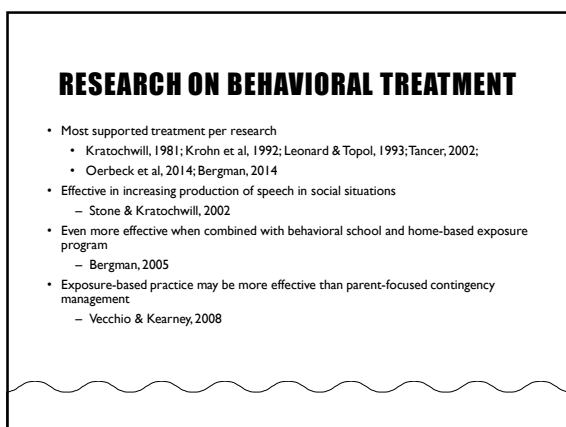 RESEARCH ON BEHAVIORAL TREATMENT
• Most supported treatment per research
• Kratochwill, 1981; Krohn et al, 1992; Leonard & Topol, 1993; Tancer, 2002;
• Oerbeck et al, 2014; Bergman, 2014
• Effective in increasing production of speech in social situations
– Stone & Kratochwill, 2002
• Even more effective when combined with behavioral school and home-based exposure
program
– Bergman, 2005
• Exposure-based practice may be more effective than parent-focused contingency
management
– Vecchio & Kearney, 2008